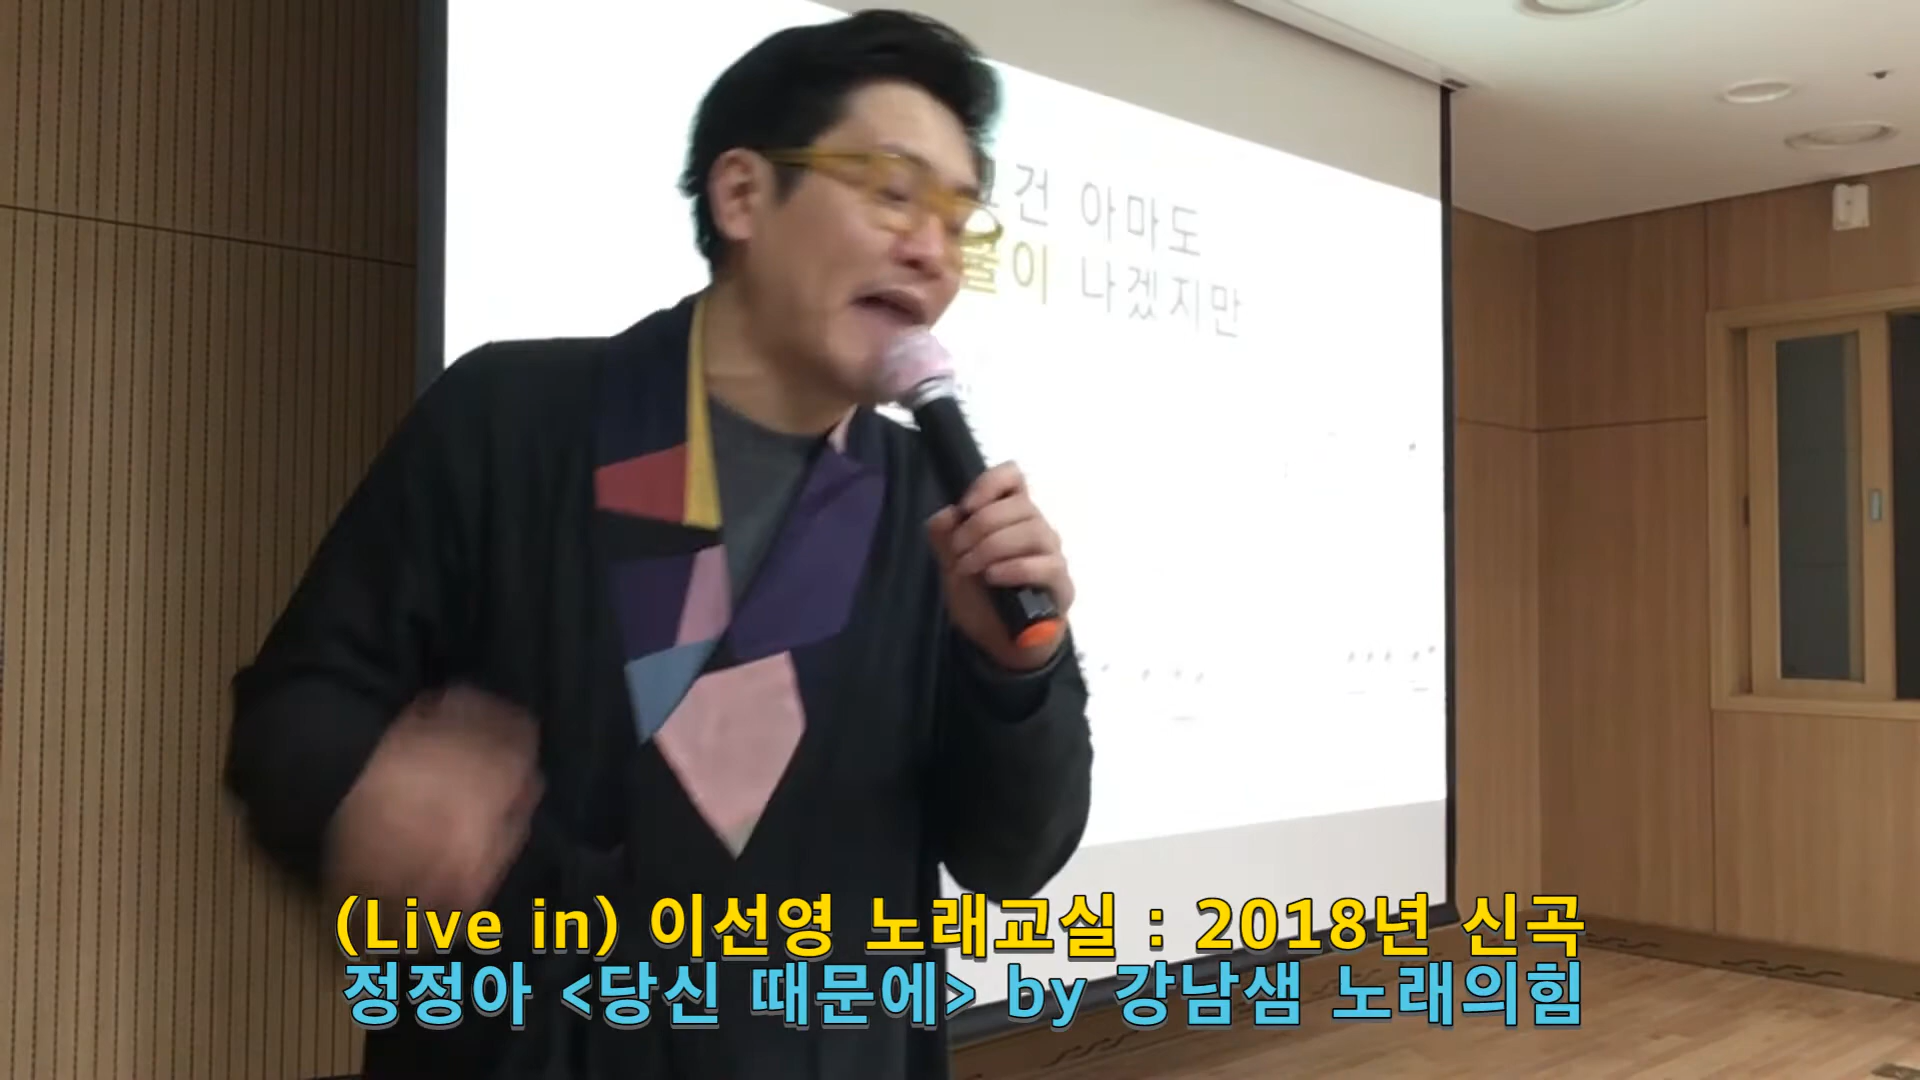 건 아마도
물이 나겠지만
(Live in) 이선영 노래교실 : 2018년 신곡
정정아 <당신 때문에> by 강남샘 노래의힘